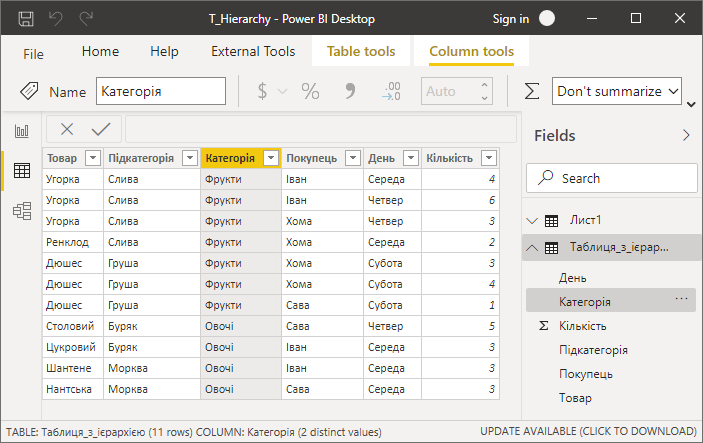 T_Hierarchy - Power BI Desktop Sign in
File Home Help External Tools Table tools Column tools
Name Категорія $ % Auto Σ Don't summarize
Fields
Search
Лист1
Таблиця_з_ієрар...
День
Категорія ...
Σ Кількість
Підкатегорія
Покупець
Товар
Товар Підкатегорія Категорія Покупець День Кількість
Угорка Слива Фрукти Іван Середа 4
Угорка Слива Фрукти Іван Четвер 6
Угорка Слива Фрукти Хома Четвер 3
Ренклод Слива Фрукти Хома Середа 2
Дюшес Груша Фрукти Хома Субота 3
Дюшес Груша Фрукти Хома Субота 4
Дюшес Груша Фрукти Сава Субота 1
Столовий Буряк Овочі Сава Четвер 5
Цукровий Буряк Овочі Іван Середа 3
Шантене Морква Овочі Іван Середа 3
Нантська Морква Овочі Сава Середа 3
TABLE: Таблиця_з_ієрархією (11 rows) COLUMN: Категорія (2 distinct values) UPDATE AVAILABLE (CLICK TO DOWNLOAD)